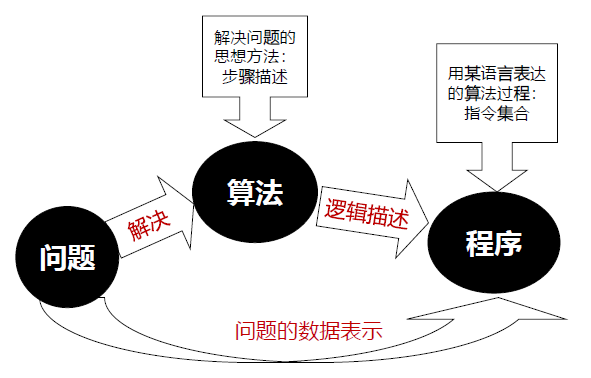 解决问题的
思想方法：
步骤描述
用某语言表达
的算法过程：
指令集合
算法
解决
逻辑描述
问题
程序
问题的数据表示